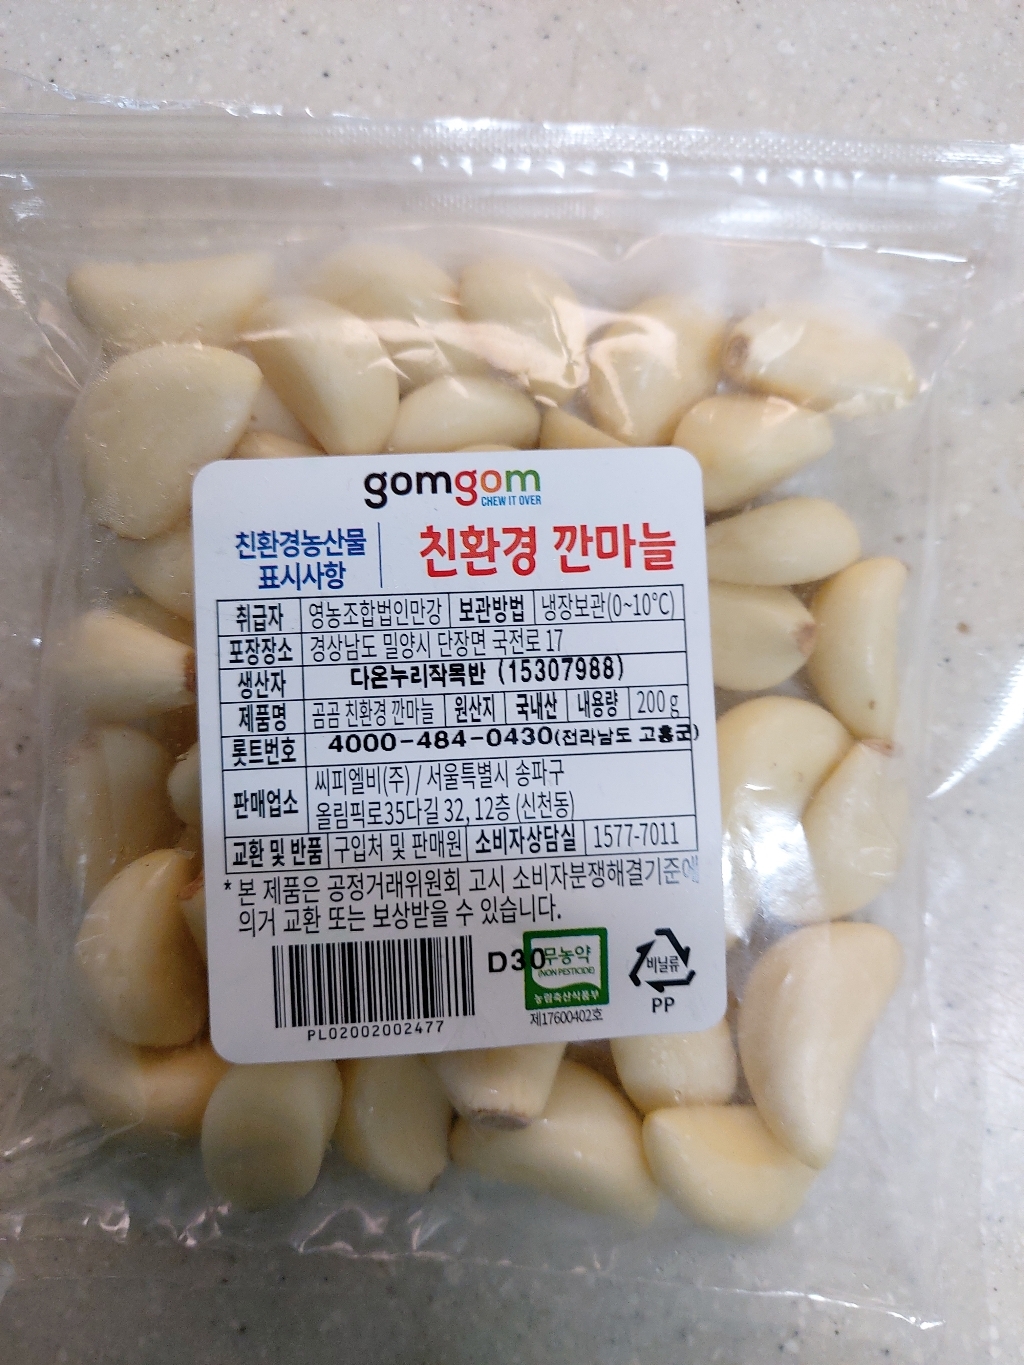 gomgom
CHEW IT OVER
친환경농산물
표시사항
친환경 깐마늘
취급자 영농조합법인만강 보관방법 냉장보관(0~10℃)
포장장소 경상남도 밀양시 단장면 국전로 17
생산자 다온누리작목반 (15307988)
제품명 곰곰 친환경 깐마늘 원산지 국내산 내용량 200 g
롯트번호 4000-484-0430(전라남도 고흥군)
판매업소 씨피엘비(주) / 서울특별시 송파구
올림픽로35다길 32, 12층 (신천동)
교환 및 반품 구입처 및 판매원 소비자상담실 1577-7011
* 본 제품은 공정거래위원회 고시 소비자분쟁해결기준에
의거 교환 또는 보상받을 수 있습니다.
D30
무농약
(NON PESTICIDE)
농림축산식품부
제17600402호
비닐류
PP
PL02002002477